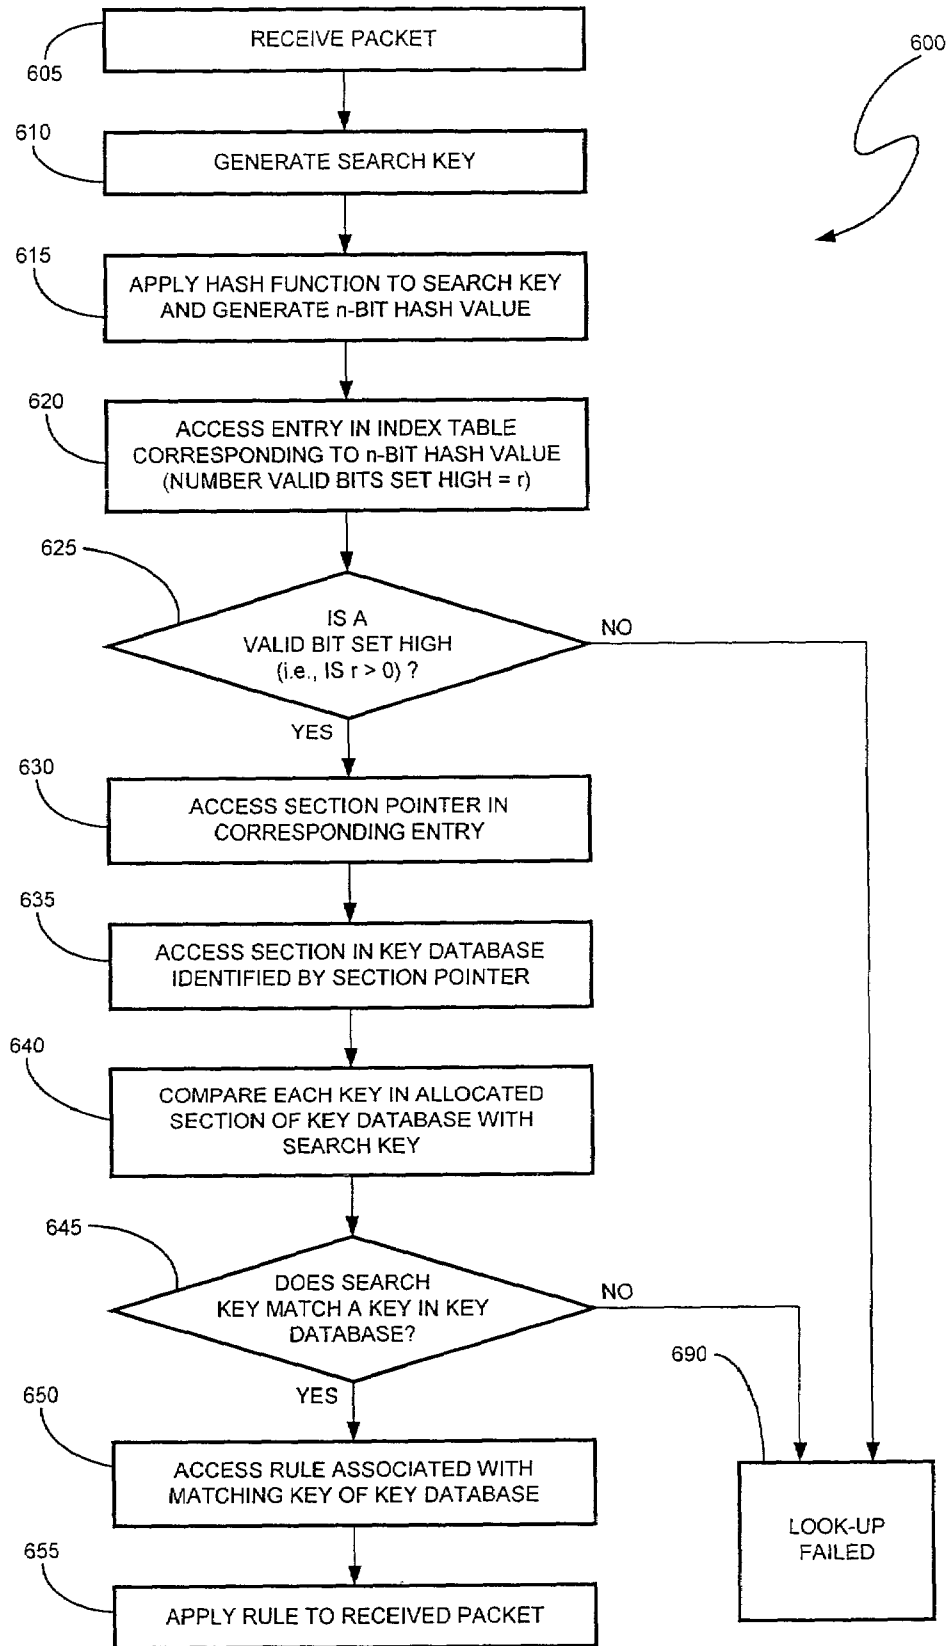 RECEIVE PACKET
605
600
610
GENERATE SEARCH KEY
615
APPLY HASH FUNCTION TO SEARCH KEY
AND GENERATE n-BIT HASH VALUE
620
ACCESS ENTRY IN INDEX TABLE
CORRESPONDING TO n-BIT HASH VALUE
(NUMBER VALID BITS SET HIGH = r)
625
IS A
VALID BIT SET HIGH
(i.e., IS r > 0) ?
NO
YES
630
ACCESS SECTION POINTER IN
CORRESPONDING ENTRY
635
ACCESS SECTION IN KEY DATABASE
IDENTIFIED BY SECTION POINTER
640
COMPARE EACH KEY IN ALLOCATED
SECTION OF KEY DATABASE WITH
SEARCH KEY
645
DOES SEARCH
KEY MATCH A KEY IN KEY
DATABASE?
NO
YES
690
650
ACCESS RULE ASSOCIATED WITH
MATCHING KEY OF KEY DATABASE
LOOK-UP
FAILED
655
APPLY RULE TO RECEIVED PACKET